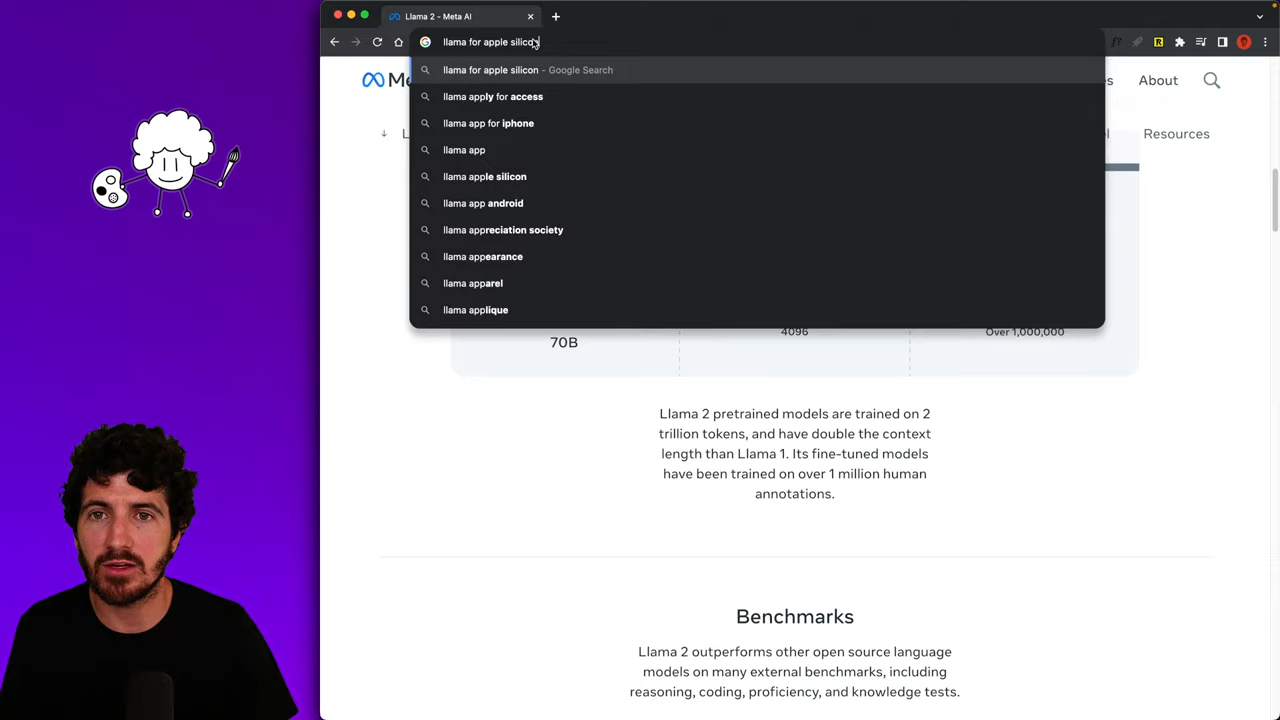 Llama 2 - Meta AI
llama for apple silicon
llama for apple silicon - Google Search
llama apply for access
llama app for iphone
llama app
llama apple silicon
llama app android
llama appreciation society
llama appearance
llama apparel
llama applique
About
Resources
70B
4096
Over 1,000,000
Llama 2 pretrained models are trained on 2
trillion tokens, and have double the context
length than Llama 1. Its fine-tuned models
have been trained on over 1 million human
annotations.
Benchmarks
Llama 2 outperforms other open source language
models on many external benchmarks, including
reasoning, coding, proficiency, and knowledge tests.